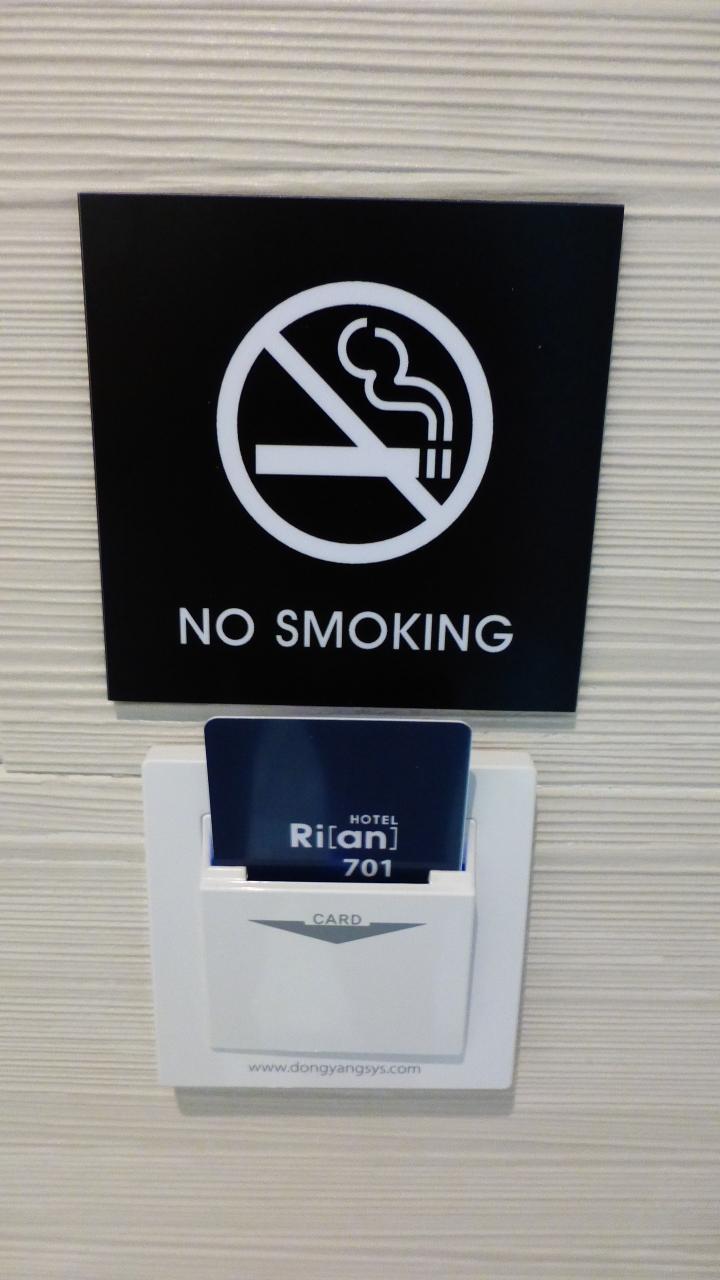 NO SMOKING
HOTEL
Ri[an]
701
CARD
www.dongyangsys.com